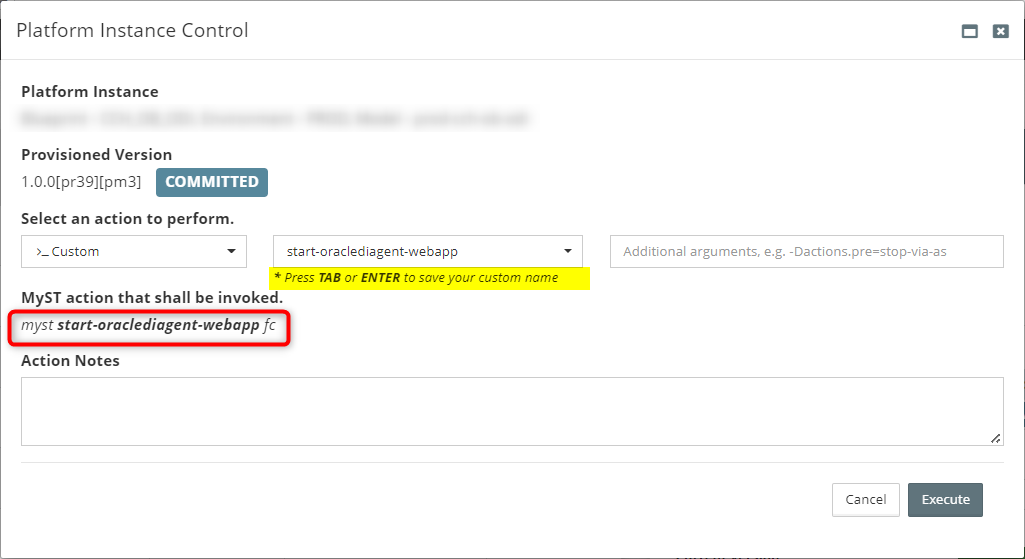 Platform Instance Control
Platform Instance
Provisioned Version
1.0.0[pr39][pm3] COMMITTED
Select an action to perform.
>_ Custom start-oraclediagent-webapp Additional arguments, e.g. -Dactions.pre=stop-via-as
* Press TAB or ENTER to save your custom name
MyST action that shall be invoked.
myst start-oraclediagent-webapp fc
Action Notes
Cancel Execute